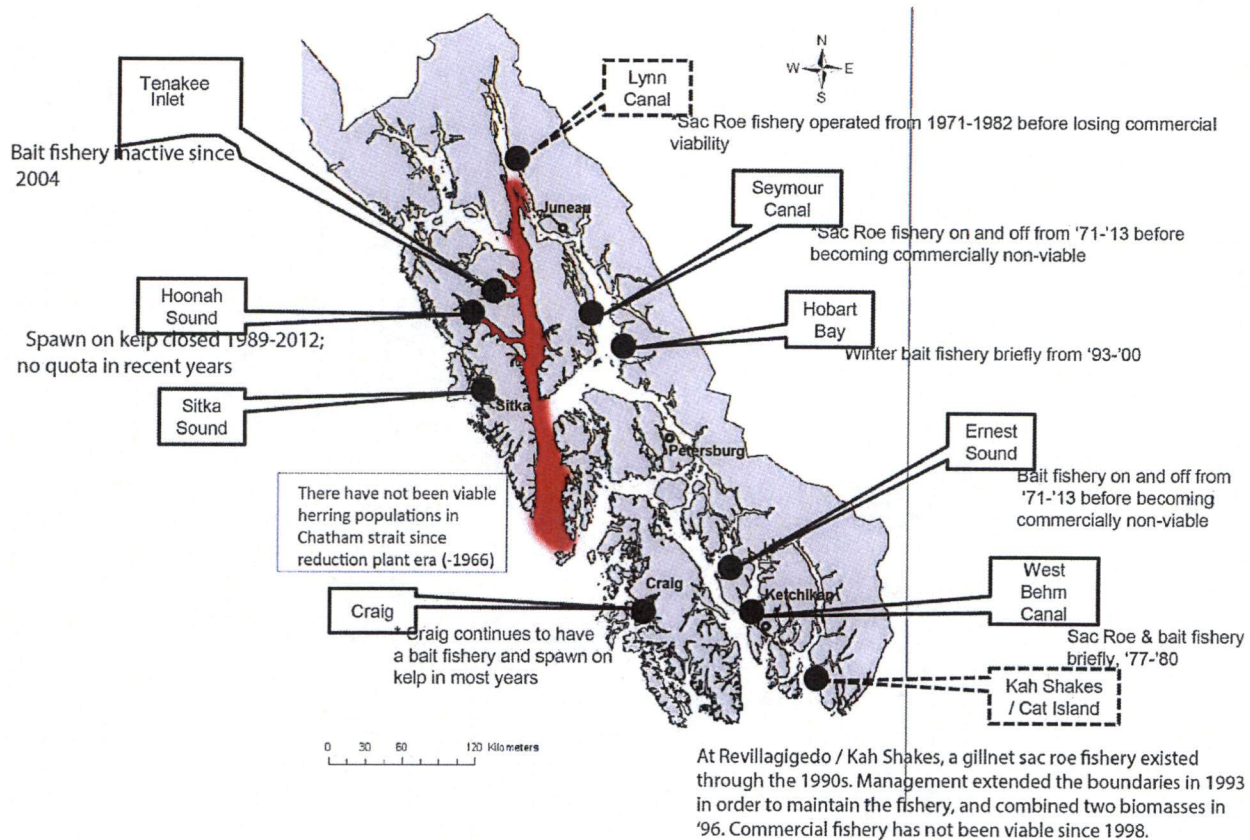 N
W E
S
Tenakee
Inlet
Bait fishery inactive since
2004
Lynn
Canal
*Sac Roe fishery operated from 1971-1982 before losing commercial
viability
Juneau
Seymour
Canal
*Sac Roe fishery on and off from '71-'13 before
becoming commercially non-viable
Hoonah
Sound
Spawn on kelp closed 1989-2012;
no quota in recent years
Hobart
Bay
Winter bait fishery briefly from '93-'00
Sitka
Sound
Sitka
Petersburg
Ernest
Sound
Bait fishery on and off from
'71-'13 before becoming
commercially non-viable
There have not been viable
herring populations in
Chatham strait since
reduction plant era (-1966)
Craig
Craig
* Craig continues to have
a bait fishery and spawn on
kelp in most years
Ketchikan
West
Behm
Canal
Sac Roe & bait fishery
briefly, '77-'80
Kah Shakes
/ Cat Island
0 30 60 120 Kilometers
At Revillagigedo / Kah Shakes, a gillnet sac roe fishery existed
through the 1990s. Management extended the boundaries in 1993
in order to maintain the fishery, and combined two biomasses in
'96. Commercial fishery has not been viable since 1998.